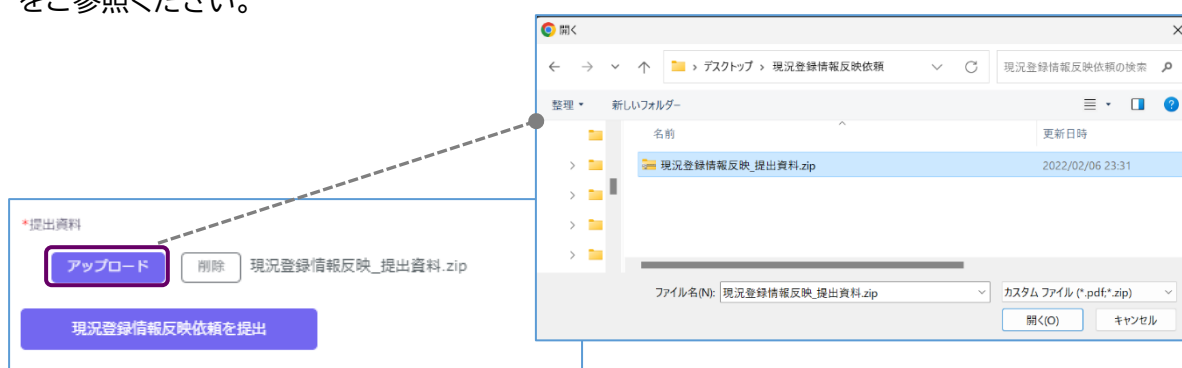 をご参照ください。
開く
デスクトップ › 現況登録情報反映依頼
現況登録情報反映依頼の検索
整理
新しいフォルダー
名前
更新日時
現況登録情報反映_提出資料.zip
2022/02/06 23:31
ファイル名(N):
現況登録情報反映_提出資料.zip
カスタム ファイル (*.pdf;*.zip)
開く(O)
キャンセル
*提出資料
アップロード
削除
現況登録情報反映_提出資料.zip
現況登録情報反映依頼を提出